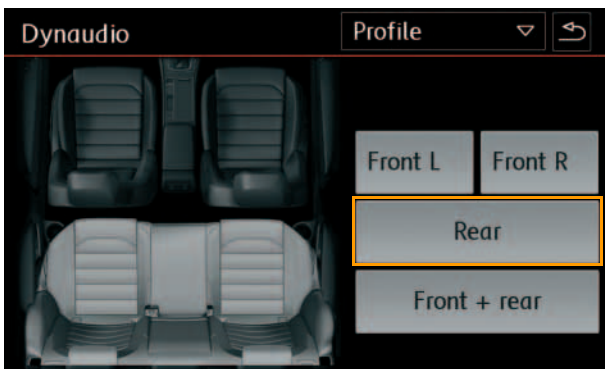 Dynaudio
Profile
Front L
Front R
Rear
Front + rear